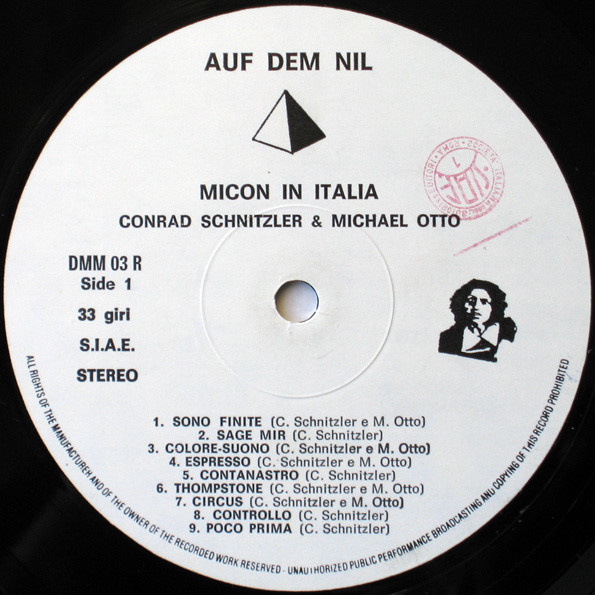 AUF DEM NIL
MICON IN ITALIA
CONRAD SCHNITZLER & MICHAEL OTTO
DMM 03 R
Side 1
33 giri
S.I.A.E.
STEREO
1. SONO FINITE (C. Schnitzler e M. Otto)
2. SAGE MIR (C. Schnitzler)
3. COLORE-SUONO (C. Schnitzler e M. Otto)
4. ESPRESSO (C. Schnitzler e M. Otto)
5. CONTANASTRO (C. Schnitzler)
6. THOMPSTONE (C. Schnitzler e M. Otto)
7. CIRCUS (C. Schnitzler e M. Otto)
8. CONTROLLO (C. Schnitzler)
9. POCO PRIMA (C. Schnitzler)
ALL RIGHTS OF THE MANUFACTUREH AND OF THE OWNER OF THE RECORDED WORK RESERVED - UNAUTHORIZED PUBLIC PERFORMANCE BROADCASTING AND COPYING OF THIS RECORD PROHIBITED
SIAE